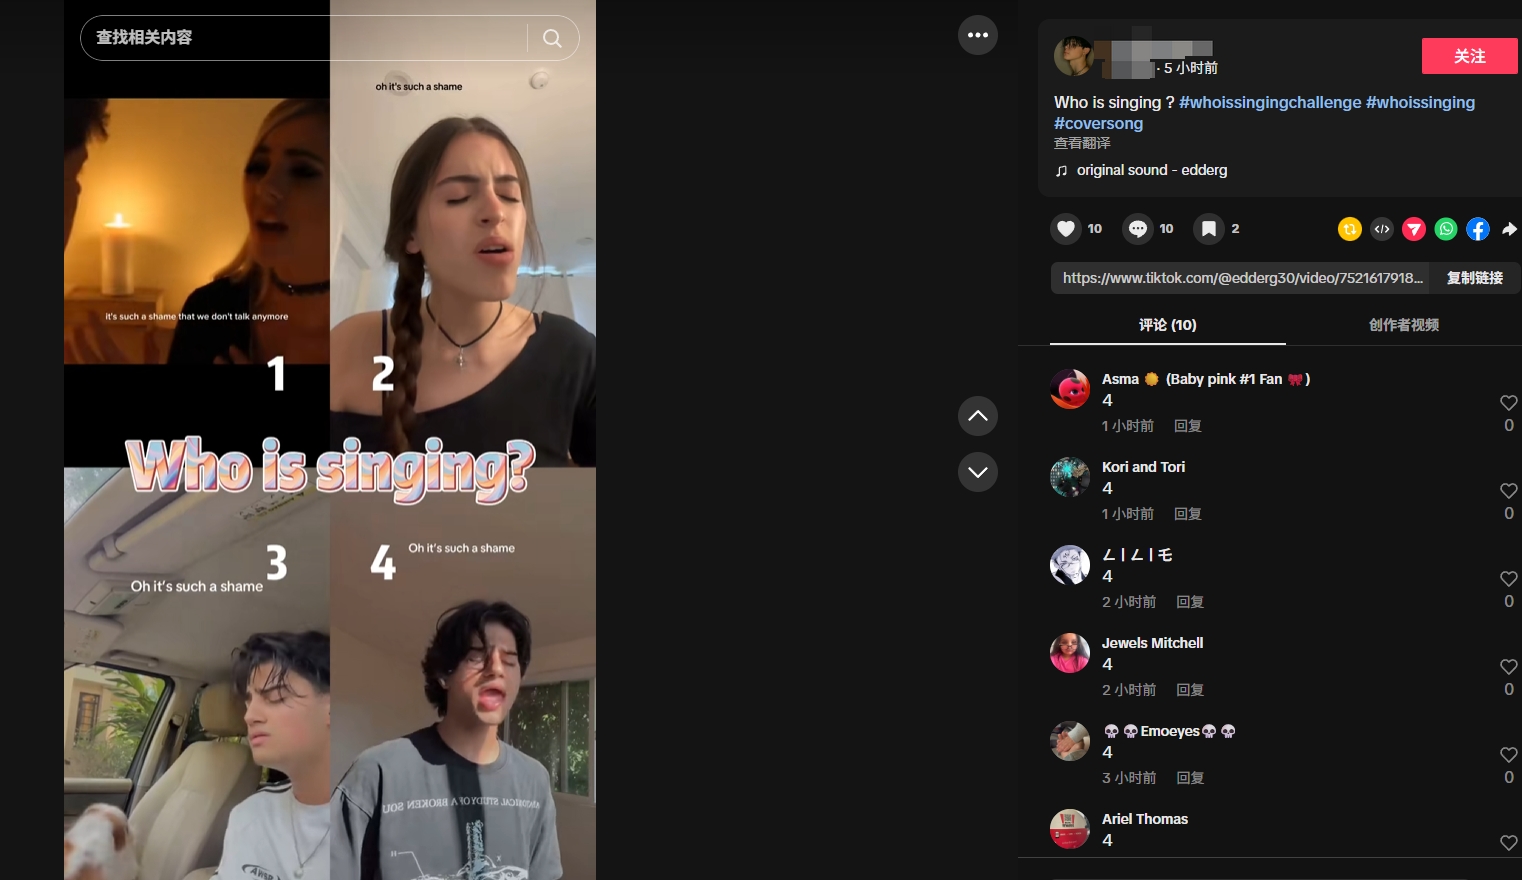 查找相关内容
oh it's such a shame
it's such a shame that we don't talk anymore
1
2
Who is singing?
3
4
Oh it's such a shame
Oh it's such a shame
· 5 小时前
关注
Who is singing ? #whoissingingchallenge #whoissinging
#coversong
查看翻译
original sound - edderg
10
10
2
https://www.tiktok.com/@edderg30/video/7521617918...
复制链接
评论 (10)
创作者视频
Asma 🌼 (Baby pink #1 Fan 🎀)
4
1 小时前 回复
0
Kori and Tori
4
1 小时前 回复
0
ㄥㅣㄥㅣ乇
4
2 小时前 回复
0
Jewels Mitchell
4
2 小时前 回复
0
💀💀Emoeyes💀💀
4
3 小时前 回复
0
Ariel Thomas
4